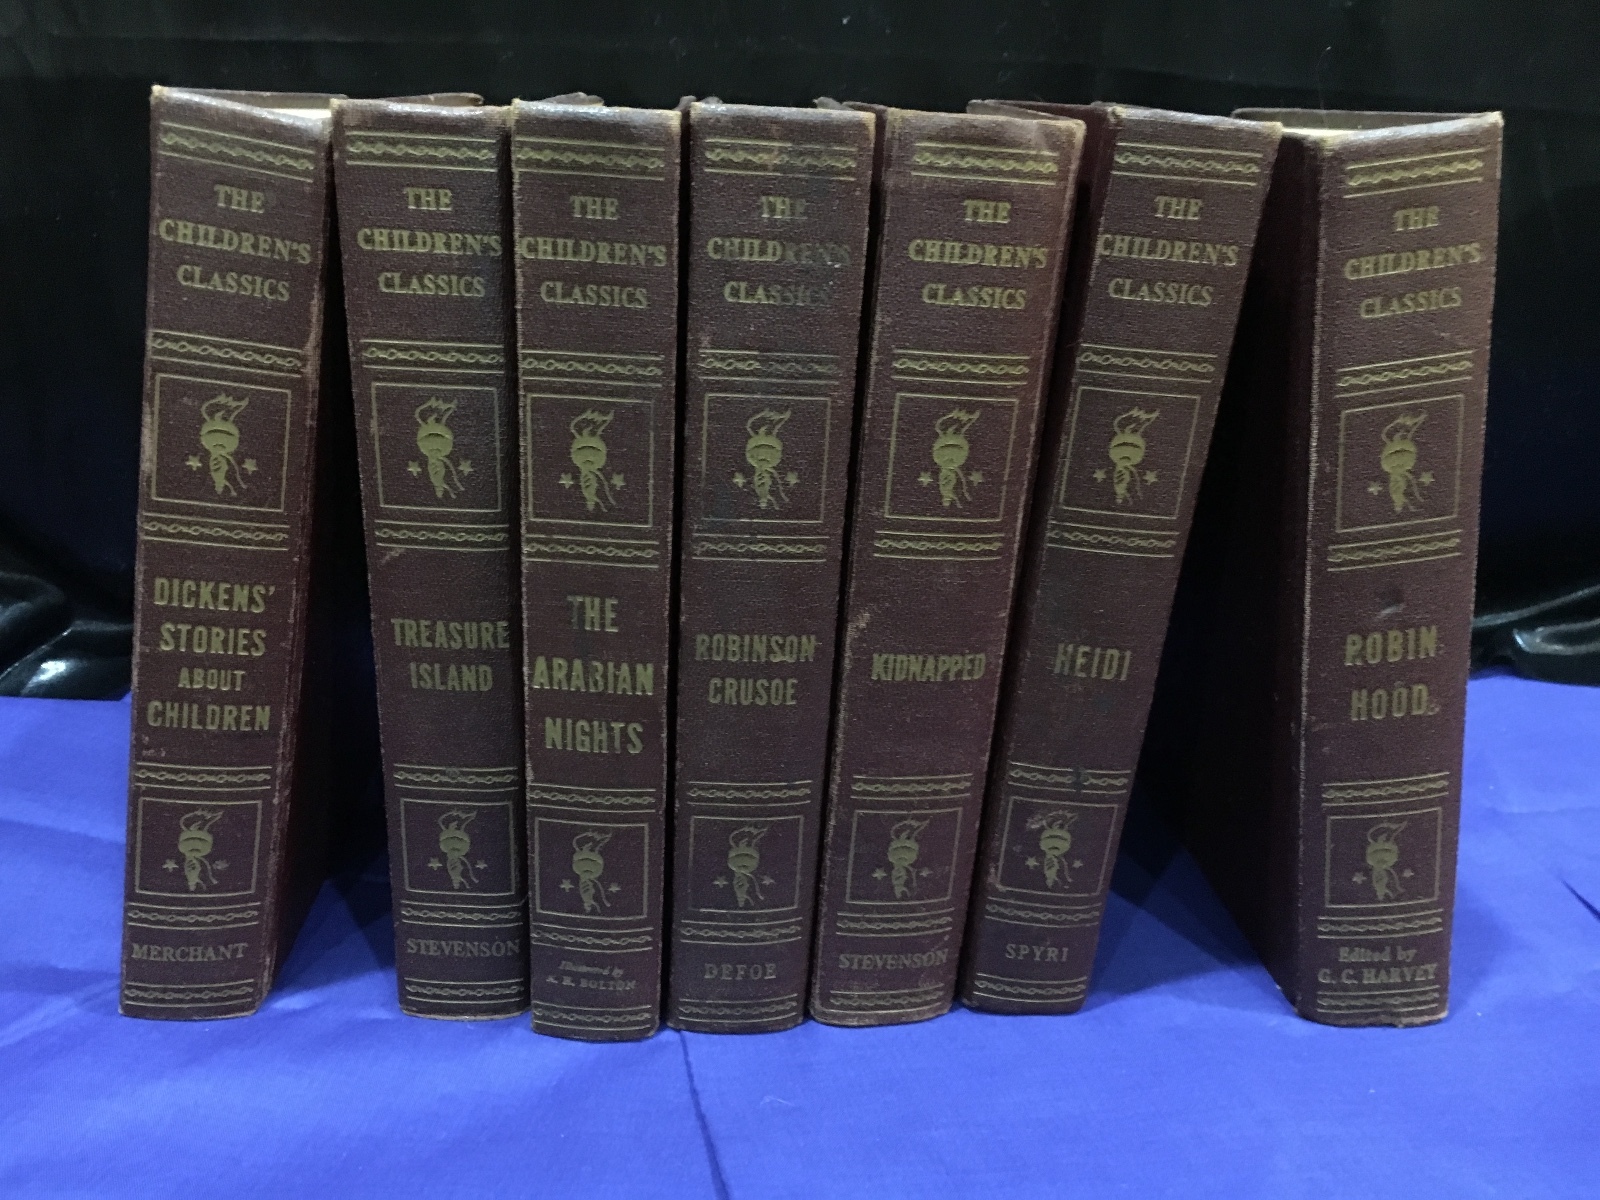 THE
CHILDREN'S
CLASSICS
DICKENS'
STORIES
ABOUT
CHILDREN
MERCHANT
THE
CHILDREN'S
CLASSICS
TREASURE
ISLAND
STEVENSON
THE
CHILDREN'S
CLASSICS
THE
ARABIAN
NIGHTS
Illustrated by
A. H. BOLTON
THE
CHILDREN'S
CLASSICS
ROBINSON
CRUSOE
DEFOE
THE
CHILDREN'S
CLASSICS
KIDNAPPED
STEVENSON
THE
CHILDREN'S
CLASSICS
HEIDI
SPYRI
THE
CHILDREN'S
CLASSICS
ROBIN
HOOD
Edited by
G. C. HARVEY